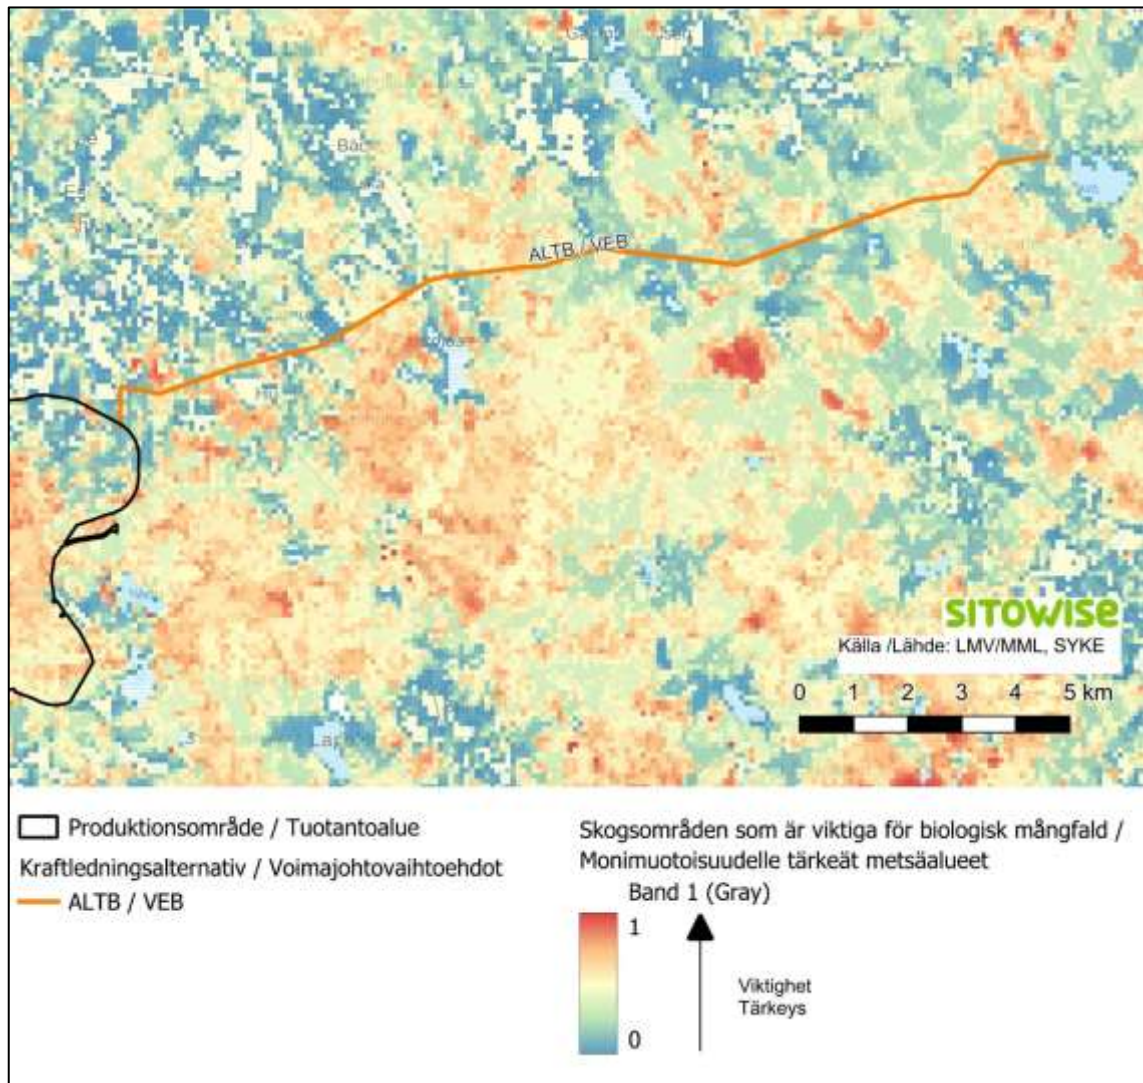 ALTB / VEB
SITOWISE
Källa /Lähde: LMV/MML, SYKE
0 1 2 3 4 5 km
Produktionsområde / Tuotantoalue
Kraftledningsalternativ / Voimajohtovaihtoehdot
ALTB / VEB
Skogsområden som är viktiga för biologisk mångfald /
Monimuotoisuudelle tärkeät metsäalueet
Band 1 (Gray)
1
Viktighet
Tärkeys
0